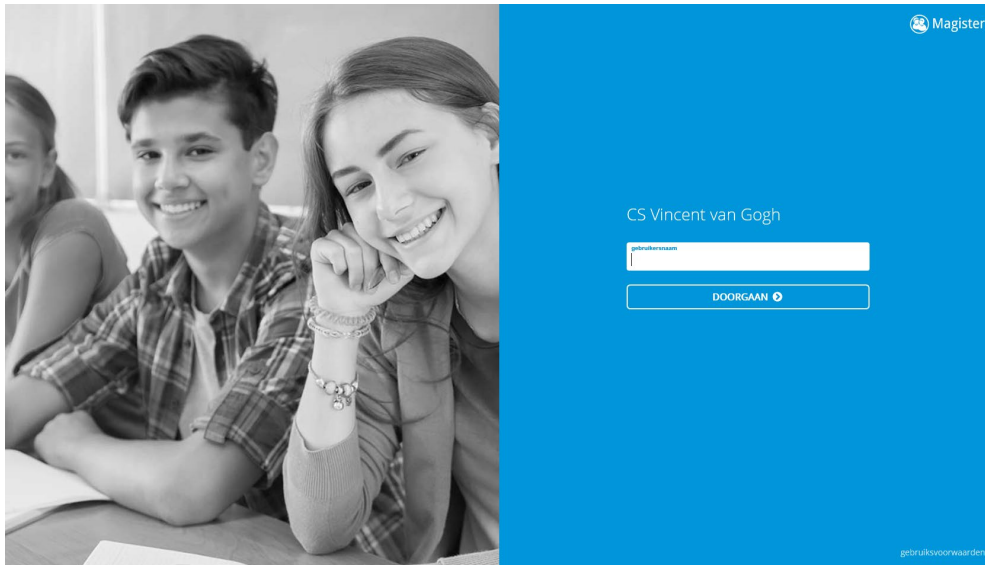 Magister
CS Vincent van Gogh
gebruikersnaam
DOORGAAN
gebruiksvoorwaarden